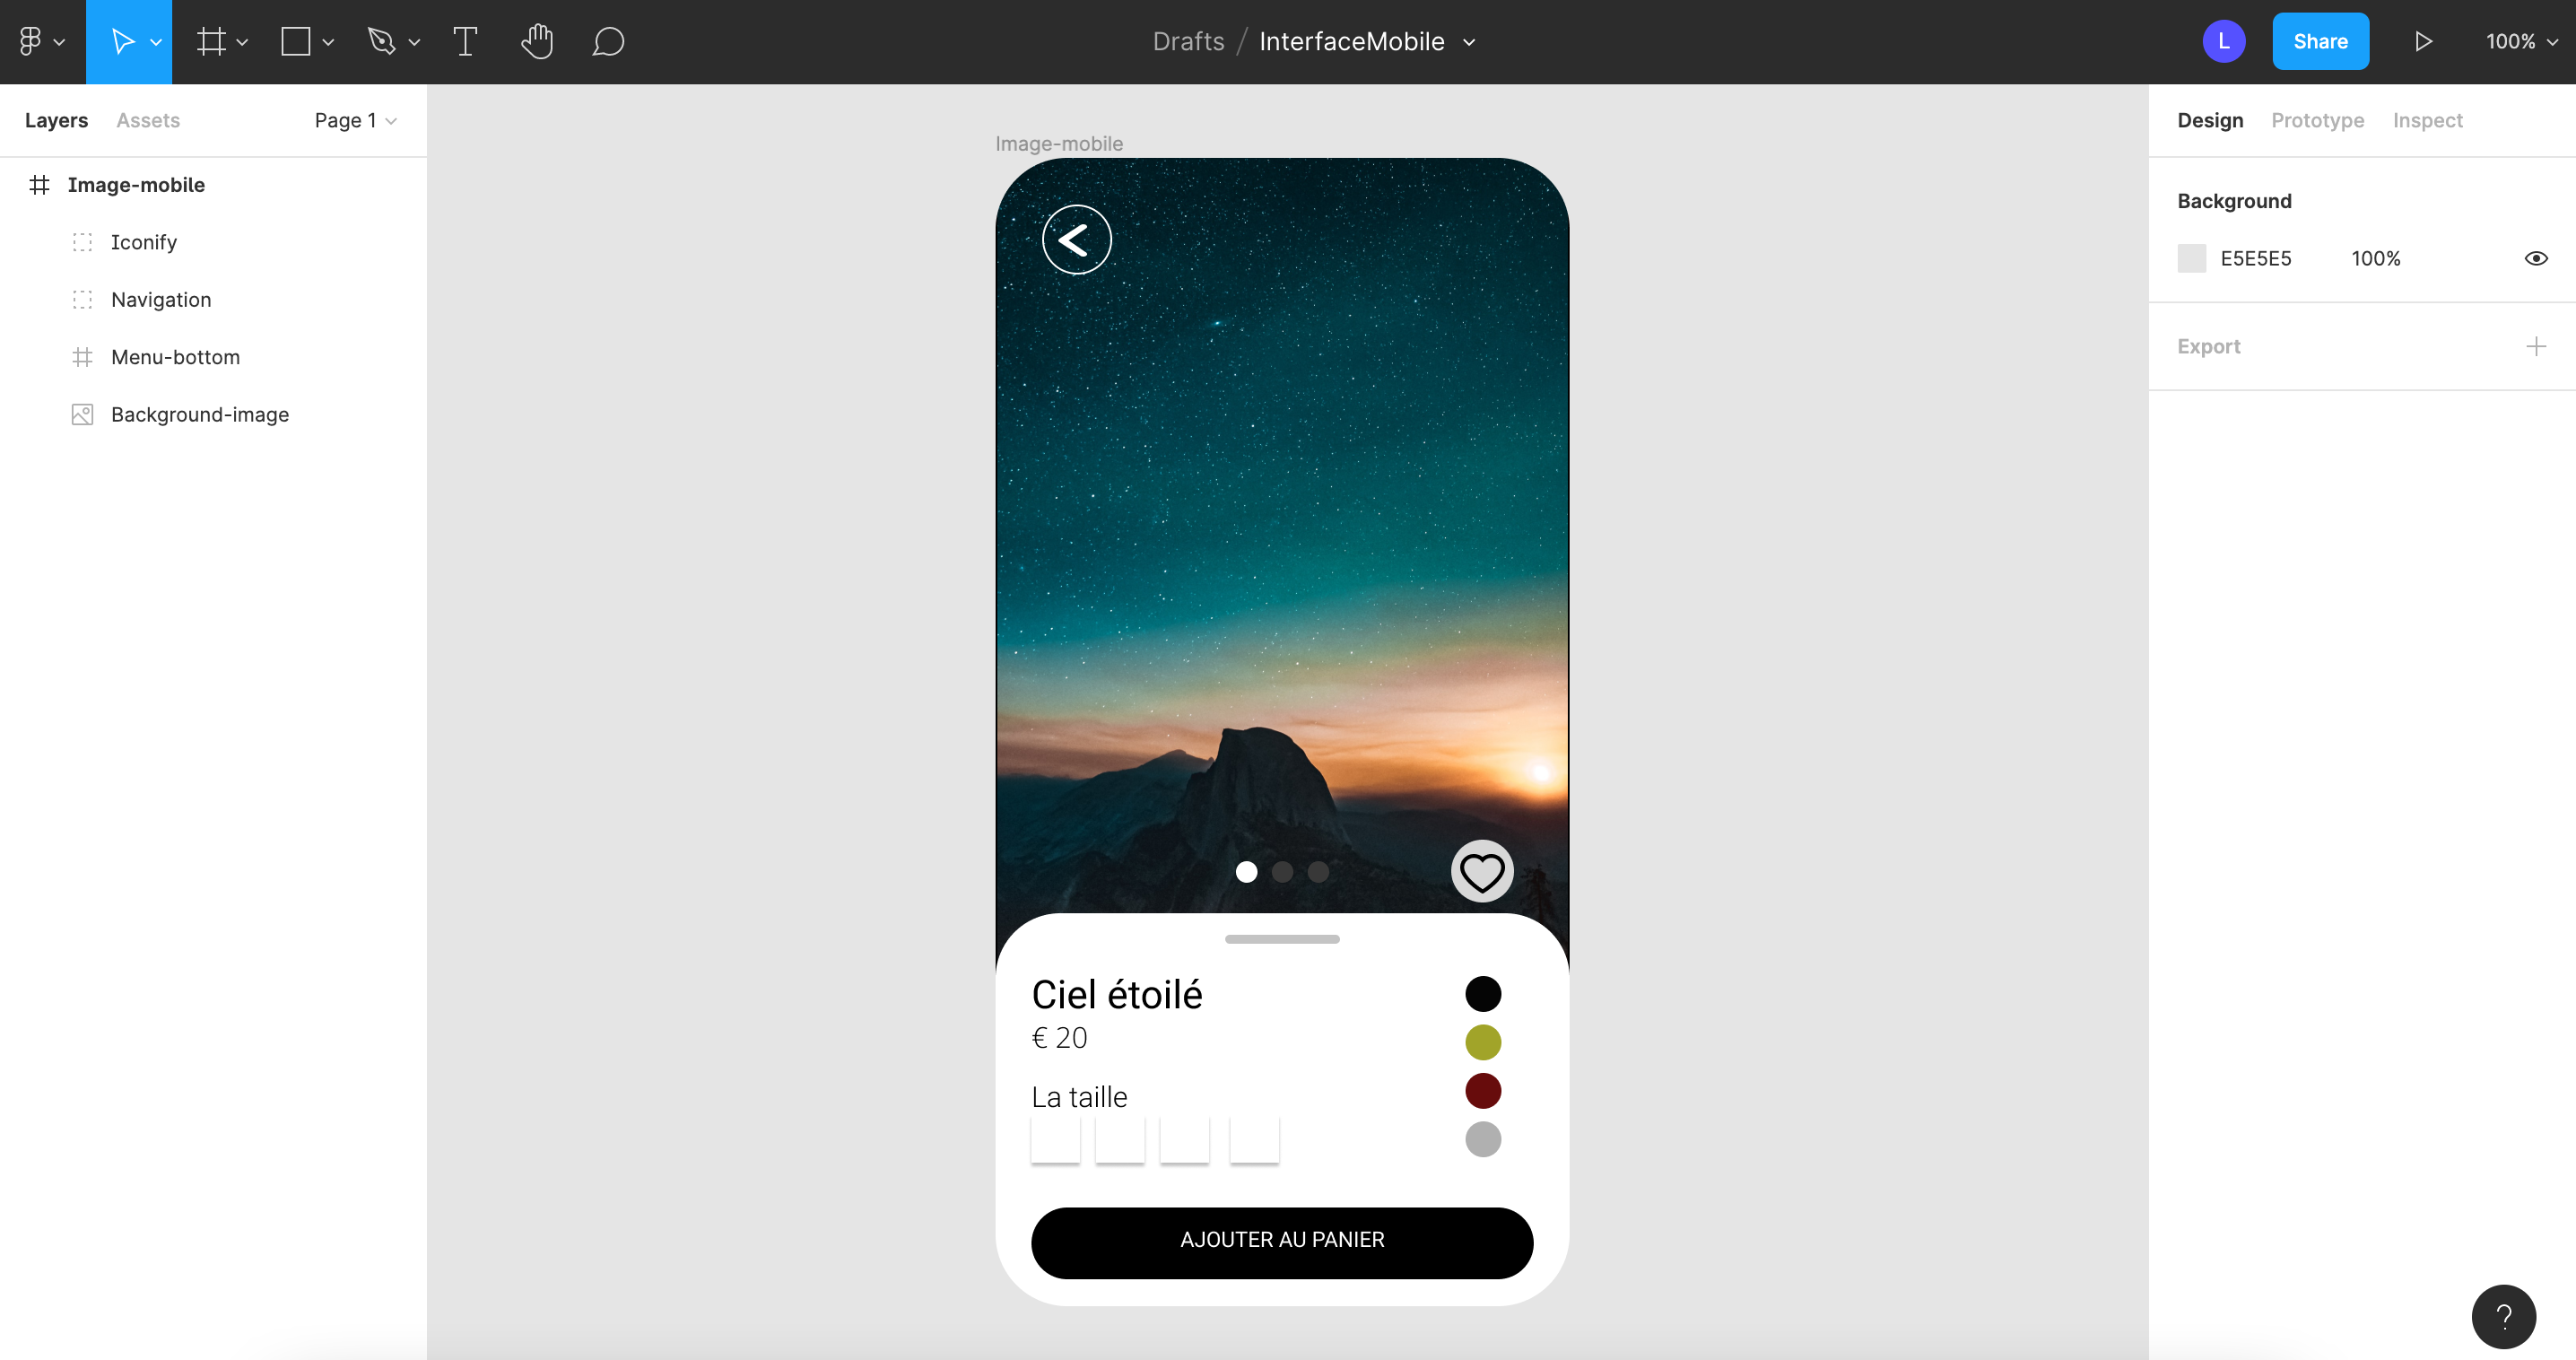 Drafts / InterfaceMobile
L
Share
100%
Layers Assets Page 1
Design Prototype Inspect
Image-mobile
Iconify
Navigation
Menu-bottom
Background-image
Image-mobile
Ciel étoilé
€ 20
La taille
AJOUTER AU PANIER
Background
E5E5E5 100%
Export
?